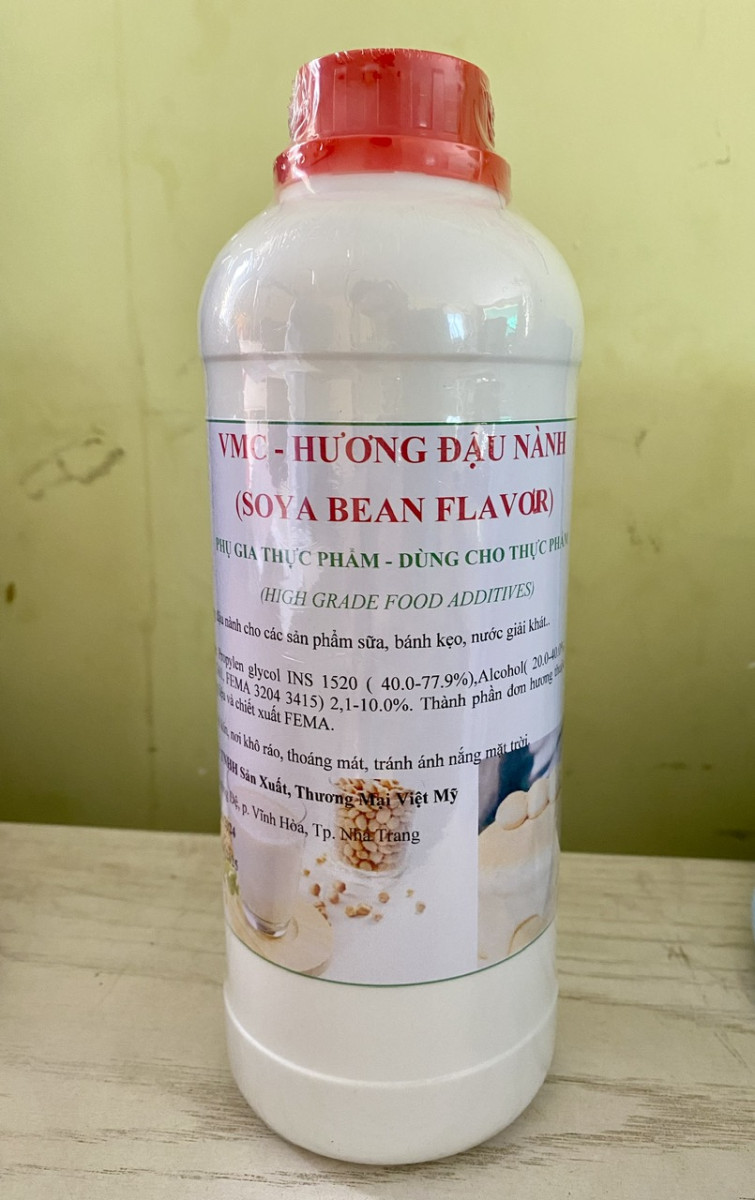 VMC - HƯƠNG ĐẬU NÀNH
(SOYA BEAN FLAVOR)
PHỤ GIA THỰC PHẨM - DÙNG CHO THỰC PHẨM
(HIGH GRADE FOOD ADDITIVES)
đậu nành cho các sản phẩm sữa, bánh kẹo, nước giải khát..
Propylen glycol INS 1520 ( 40.0-77.9%),Alcohol( 20.0-40.0%
FEMA 3204 3415) 2,1-10.0%. Thành phần đơn hương
và chiết xuất FEMA.
nơi khô ráo, thoáng mát, tránh ánh nắng mặt trời.
TNHH Sản Xuất, Thương Mại Việt Mỹ
Đệ, p. Vĩnh Hòa, Tp. Nha Trang